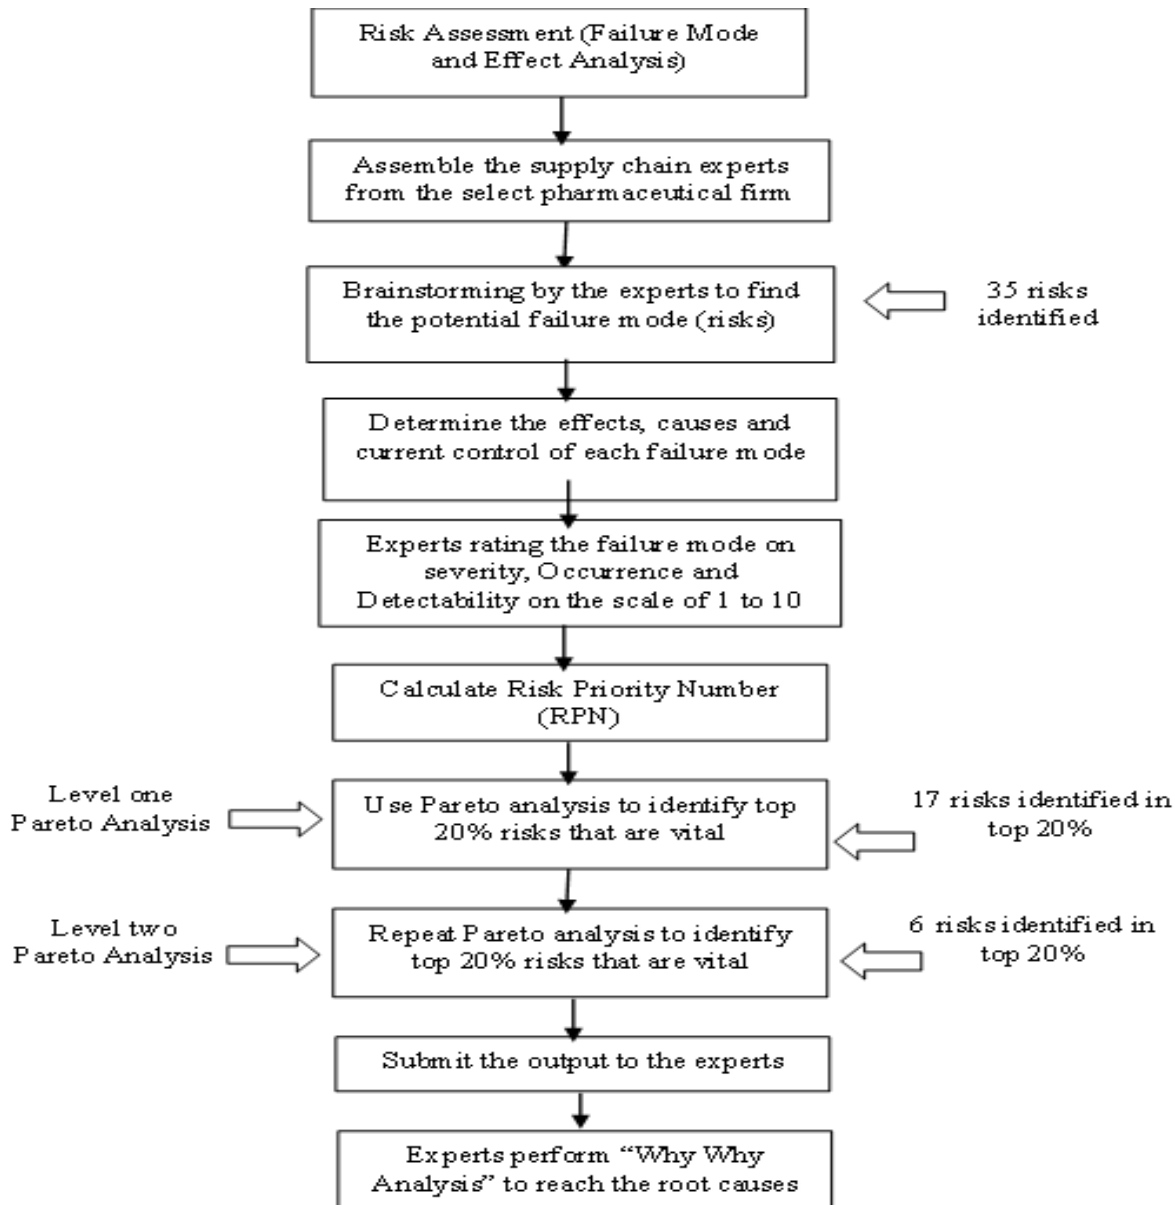 Risk Assessment (Failure Mode
and Effect Analysis)
Assemble the supply chain experts
from the select pharmaceutical firm
Brainstorming by the experts to find
the potential failure mode (risks)
35 risks
identified
Determine the effects, causes and
current control of each failure mode
Experts rating the failure mode on
severity, Occurrence and
Detectability on the scale of 1 to 10
Calculate Risk Priority Number
(RPN)
Level one
Pareto Analysis
Use Pareto analysis to identify top
20% risks that are vital
17 risks identified in
top 20%
Level two
Pareto Analysis
Repeat Pareto analysis to identify
top 20% risks that are vital
6 risks identified in
top 20%
Submit the output to the experts
Experts perform “Why Why
Analysis” to reach the root causes